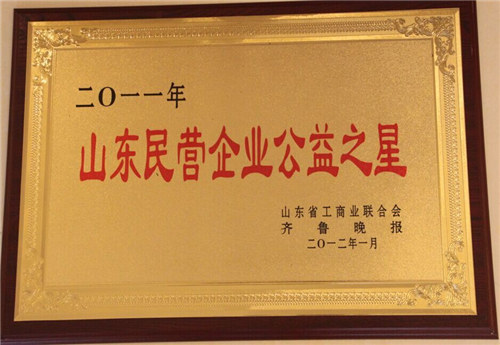 二〇一一年
山东民营企业公益之星
山东省工商业联合会
齐鲁晚报
二〇一二年一月